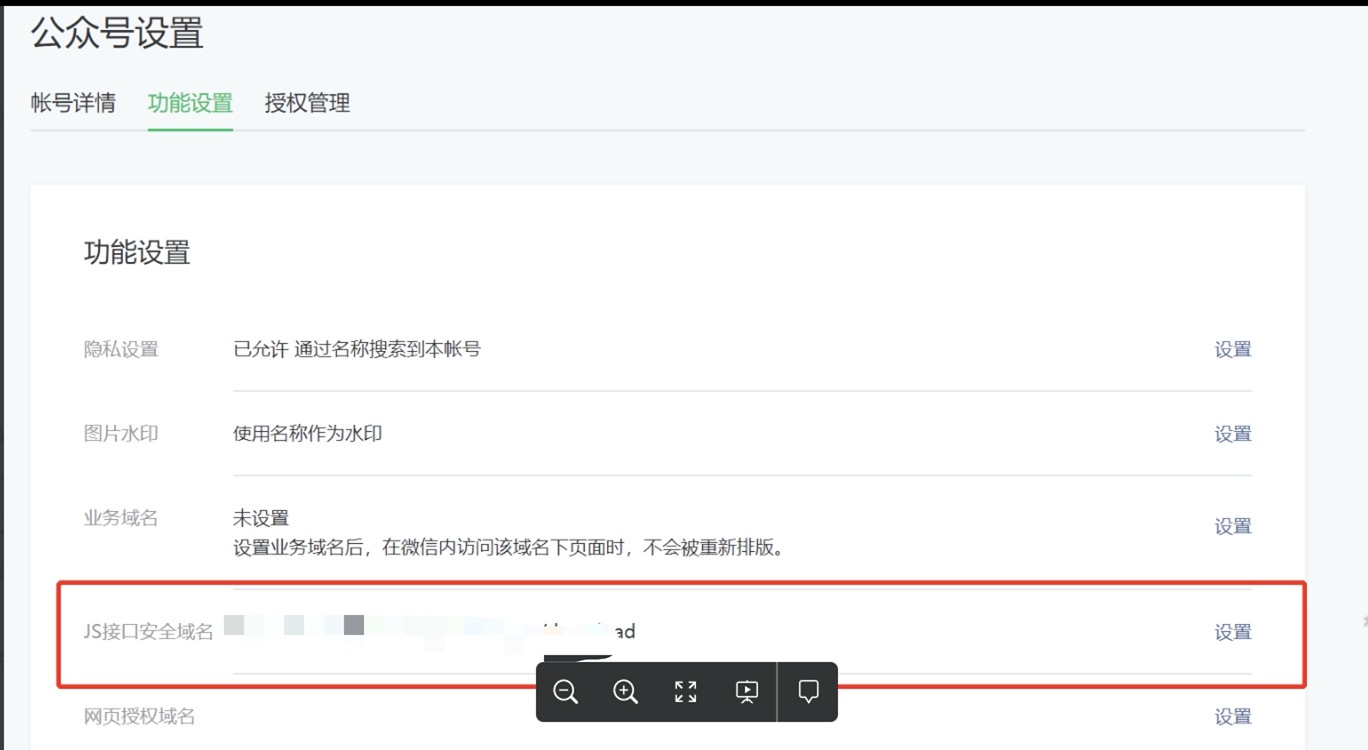 公众号设置
帐号详情 功能设置 授权管理
功能设置
隐私设置 已允许 通过名称搜索到本帐号 设置
图片水印 使用名称作为水印 设置
业务域名 未设置 设置
设置业务域名后，在微信内访问该域名下页面时，不会被重新排版。
JS接口安全域名 设置
网页授权域名 设置